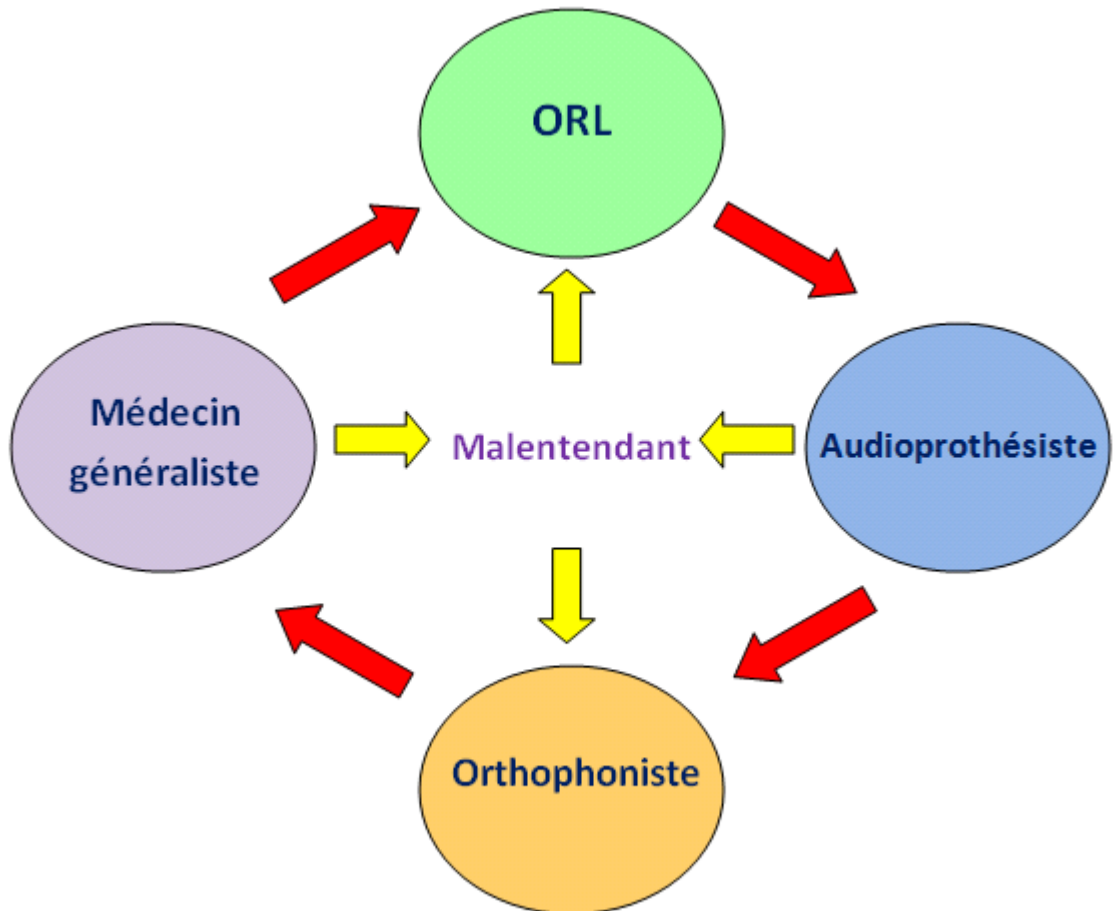 ORL
Médecin
généraliste
Malentendant
Audioprothésiste
Orthophoniste